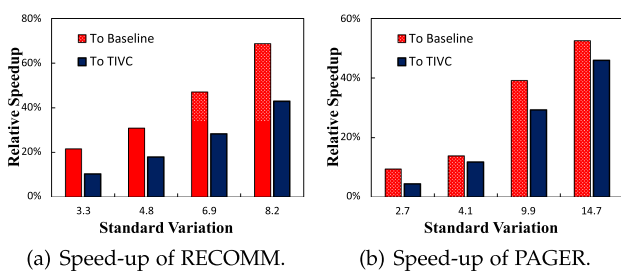 80%
60%
40%
20%
0%
Relative Speedup
To Baseline
To TIVC
3.3 4.8 6.9 8.2
Standard Variation
(a) Speed-up of RECOMM.
60%
40%
20%
0%
Relative Speedup
To Baseline
To TIVC
2.7 4.1 9.9 14.7
Standard Variation
(b) Speed-up of PAGER.